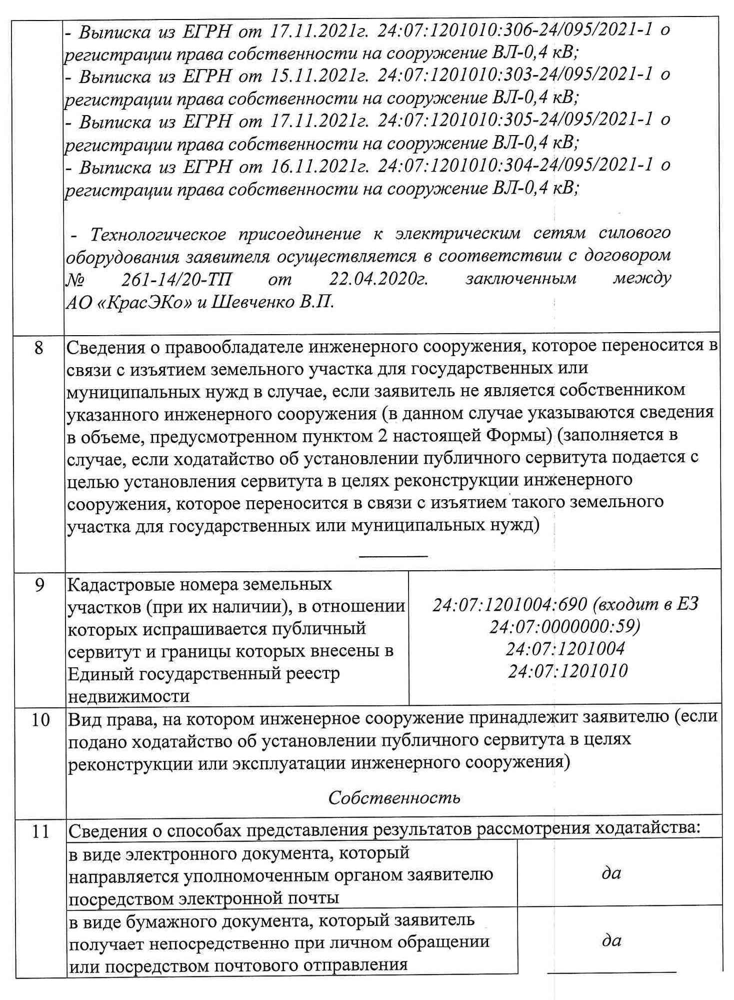 - Выписка из ЕГРН от 17.11.2021г. 24:07:1201010:306-24/095/2021-1 о
регистрации права собственности на сооружение ВЛ-0,4 кВ;
- Выписка из ЕГРН от 15.11.2021г. 24:07:1201010:303-24/095/2021-1 о
регистрации права собственности на сооружение ВЛ-0,4 кВ;
- Выписка из ЕГРН от 17.11.2021г. 24:07:1201010:305-24/095/2021-1 о
регистрации права собственности на сооружение ВЛ-0,4 кВ;
- Выписка из ЕГРН от 16.11.2021г. 24:07:1201010:304-24/095/2021-1 о
регистрации права собственности на сооружение ВЛ-0,4 кВ;
- Технологическое присоединение к электрическим сетям силового
оборудования заявителя осуществляется в соответствии с договором
№ 261-14/20-ТП от 22.04.2020г. заключенным между
АО «КрасЭКо» и Шевченко В.П.
8 Сведения о правообладателе инженерного сооружения, которое переносится в
связи с изъятием земельного участка для государственных или
муниципальных нужд в случае, если заявитель не является собственником
указанного инженерного сооружения (в данном случае указываются сведения
в объеме, предусмотренном пунктом 2 настоящей Формы) (заполняется в
случае, если ходатайство об установлении публичного сервитута подается с
целью установления сервитута в целях реконструкции инженерного
сооружения, которое переносится в связи с изъятием такого земельного
участка для государственных или муниципальных нужд)
9 Кадастровые номера земельных
участков (при их наличии), в отношении
которых испрашивается публичный
сервитут и границы которых внесены в
Единый государственный реестр
недвижимости
24:07:1201004:690 (входит в ЕЗ
24:07:0000000:59)
24:07:1201004
24:07:1201010
10 Вид права, на котором инженерное сооружение принадлежит заявителю (если
подано ходатайство об установлении публичного сервитута в целях
реконструкции или эксплуатации инженерного сооружения)
Собственность
11 Сведения о способах представления результатов рассмотрения ходатайства:
в виде электронного документа, который
направляется уполномоченным органом заявителю
посредством электронной почты
да
в виде бумажного документа, который заявитель
получает непосредственно при личном обращении
или посредством почтового отправления
да